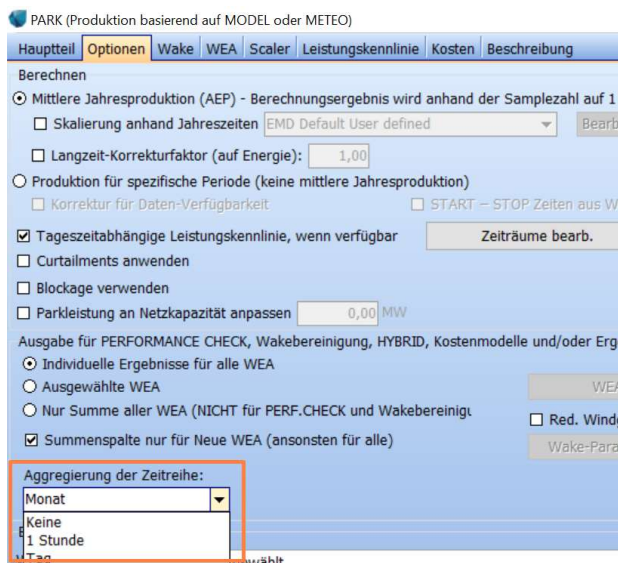 PARK (Produktion basierend auf MODEL oder METEO)
Hauptteil Optionen Wake WEA Scaler Leistungskennlinie Kosten Beschreibung
Berechnen
Mittlere Jahresproduktion (AEP) - Berechnungsergebnis wird anhand der Samplezahl auf 1
Skalierung anhand Jahreszeiten EMD Default User defined Bearb
Langzeit-Korrekturfaktor (auf Energie): 1,00
Produktion für spezifische Periode (keine mittlere Jahresproduktion)
Korrektur für Daten-Verfügbarkeit START – STOP Zeiten aus W
Tageszeitabhängige Leistungskennlinie, wenn verfügbar Zeiträume bearb.
Curtailments anwenden
Blockage verwenden
Parkleistung an Netzkapazität anpassen 0,00 MW
Ausgabe für PERFORMANCE CHECK, Wakebereinigung, HYBRID, Kostenmodelle und/oder Erg
Individuelle Ergebnisse für alle WEA
Ausgewählte WEA WEA
Nur Summe aller WEA (NICHT für PERF.CHECK und Wakebereinigu Red. Windg
Summenspalte nur für Neue WEA (ansonsten für alle) Wake-Para
Aggregierung der Zeitreihe:
Monat
Keine
1 Stunde
Tag